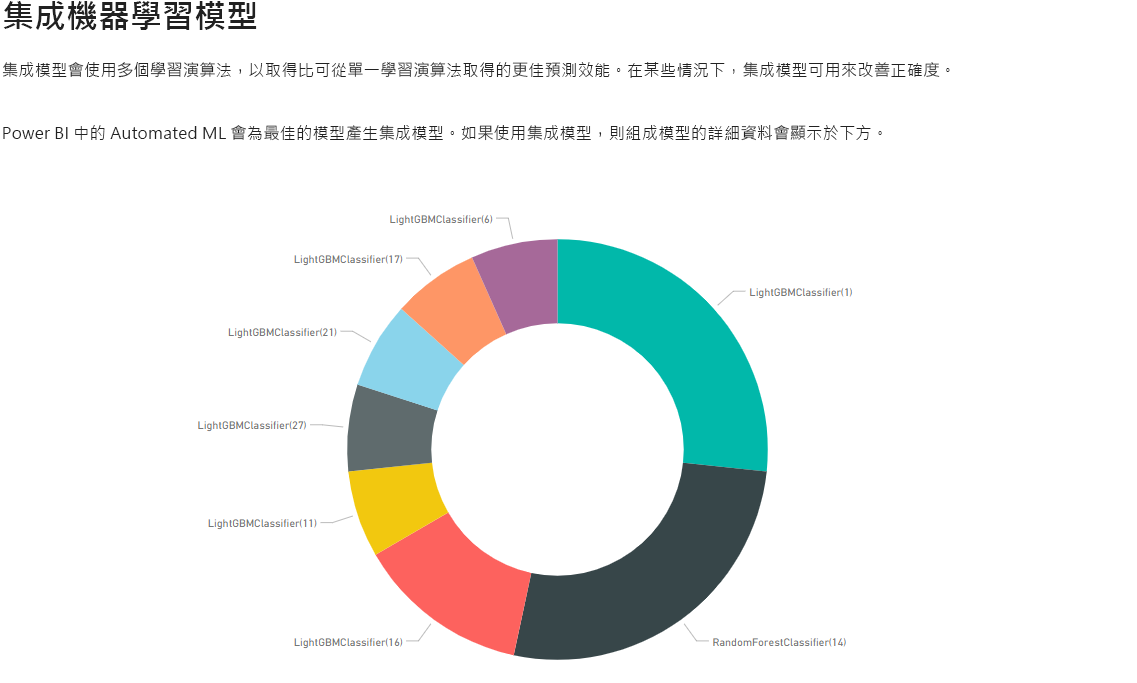 集成機器學習模型
集成模型會使用多個學習演算法，以取得比可從單一學習演算法取得的更佳預測效能。在某些情況下，集成模型可用來改善正確度。
Power BI 中的 Automated ML 會為最佳的模型產生集成模型。如果使用集成模型，則組成模型的詳細資料會顯示於下方。
LightGBMClassifier(6)
LightGBMClassifier(17)
LightGBMClassifier(1)
LightGBMClassifier(21)
LightGBMClassifier(27)
LightGBMClassifier(11)
LightGBMClassifier(16)
RandomForestClassifier(14)